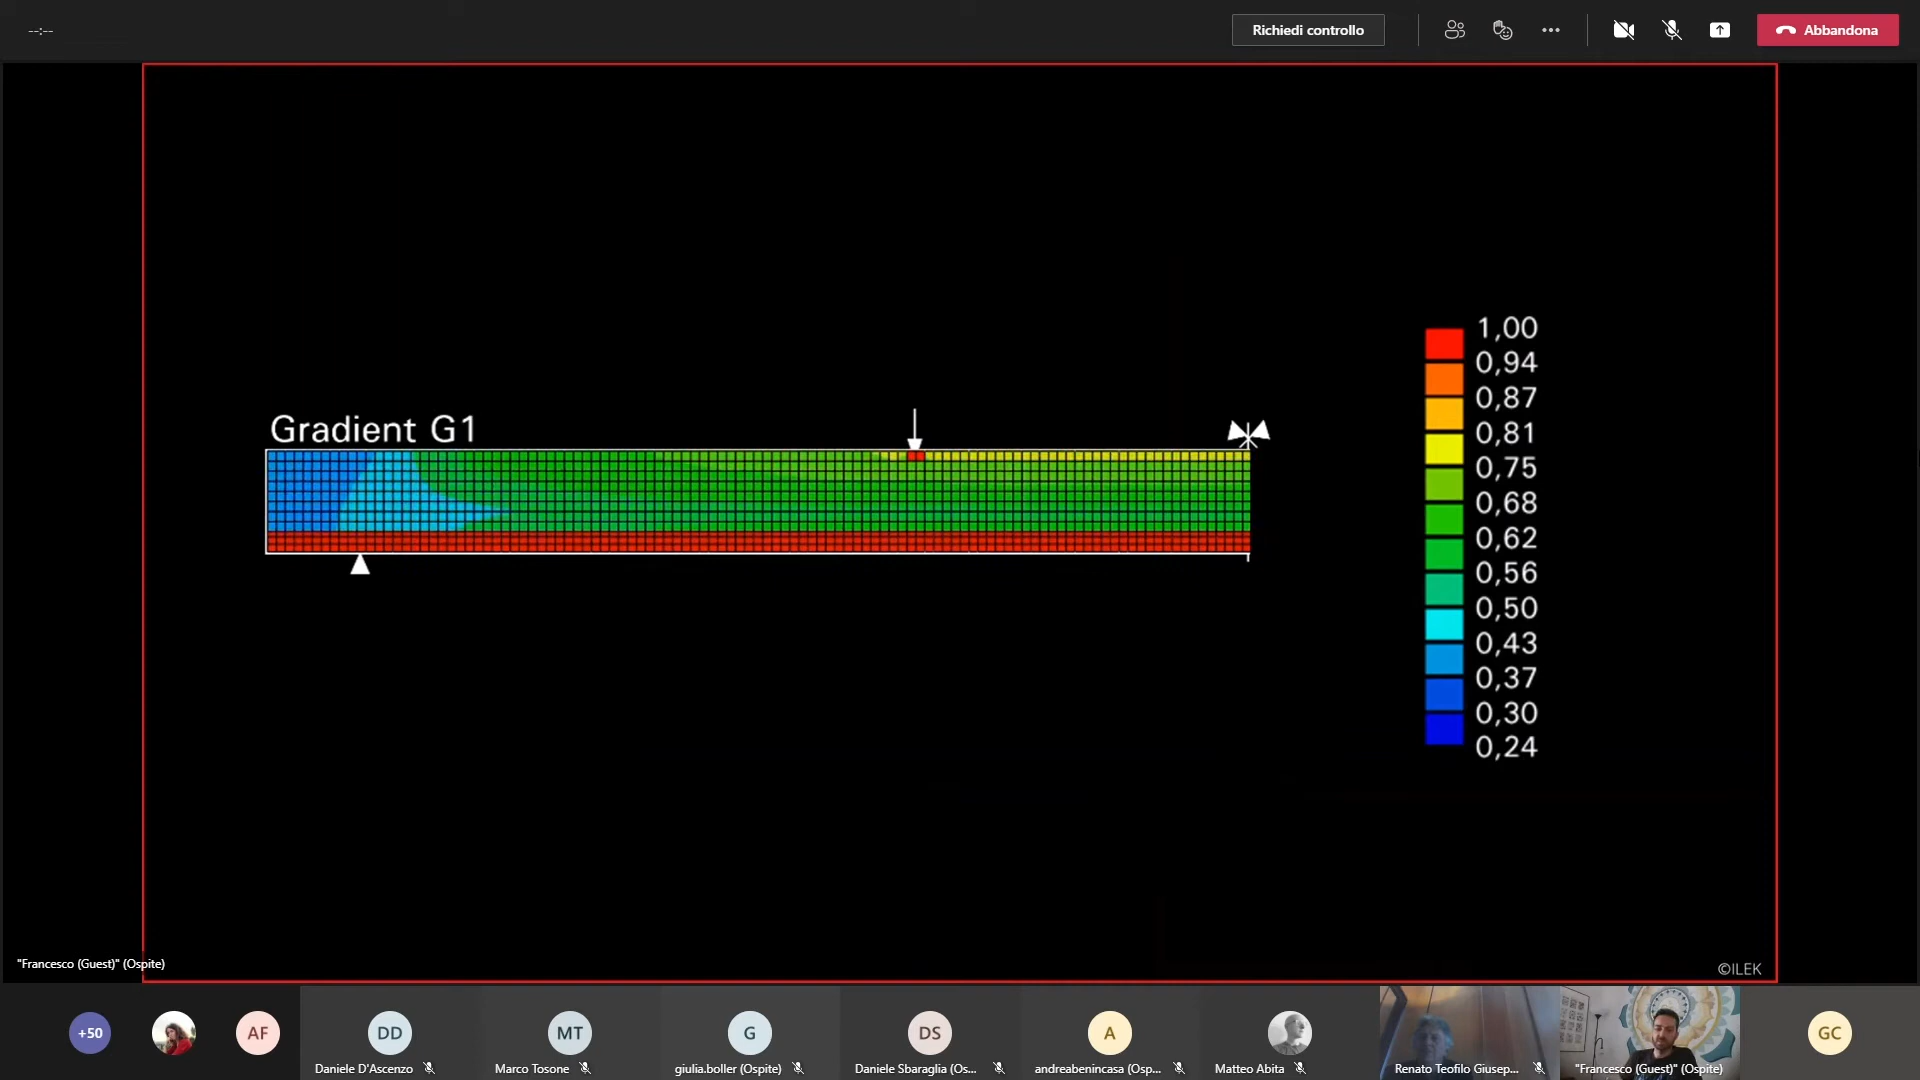 --:--
Richiedi controllo
Abbandona
Gradient G1
1,00
0,94
0,87
0,81
0,75
0,68
0,62
0,56
0,50
0,43
0,37
0,30
0,24
"Francesco (Guest)" (Ospite)
©ILEK
+50
AF
DD
MT
G
DS
A
GC
Daniele D'Ascenzo
Marco Tosone
giulia.boller (Ospite)
Daniele Sbaraglia (Os...
andreabenincasa (Osp...
Matteo Abita
Renato Teofilo Giusep...
"Francesco (Guest)" (Ospite)